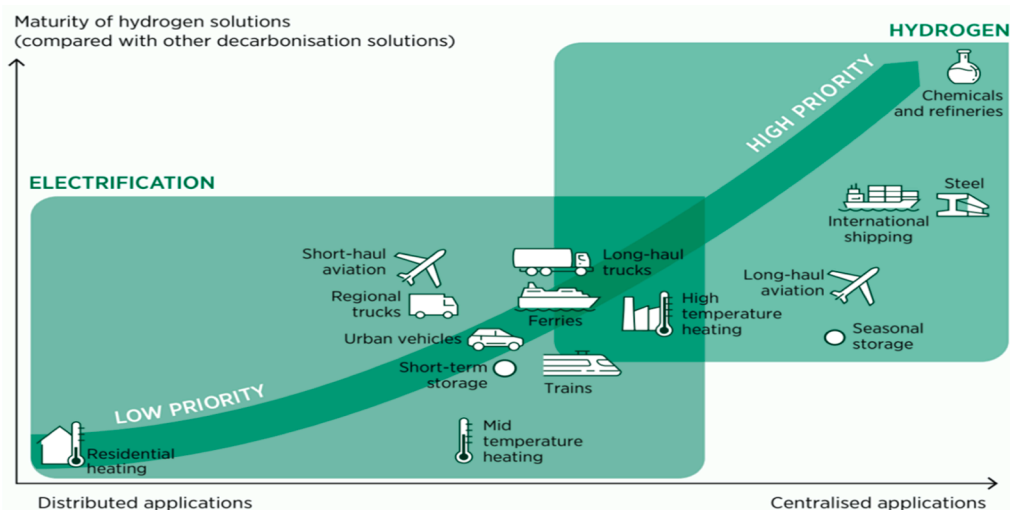 Maturity of hydrogen solutions
(compared with other decarbonisation solutions)
HYDROGEN
HIGH PRIORITY
Chemicals
and refineries
ELECTRIFICATION
Steel
International
shipping
Short-haul
aviation
Long-haul
trucks
Long-haul
aviation
Regional
trucks
High
temperature
heating
Ferries
Urban vehicles
Seasonal
storage
Short-term
storage
Trains
LOW PRIORITY
Mid
temperature
heating
Residential
heating
Distributed applications
Centralised applications